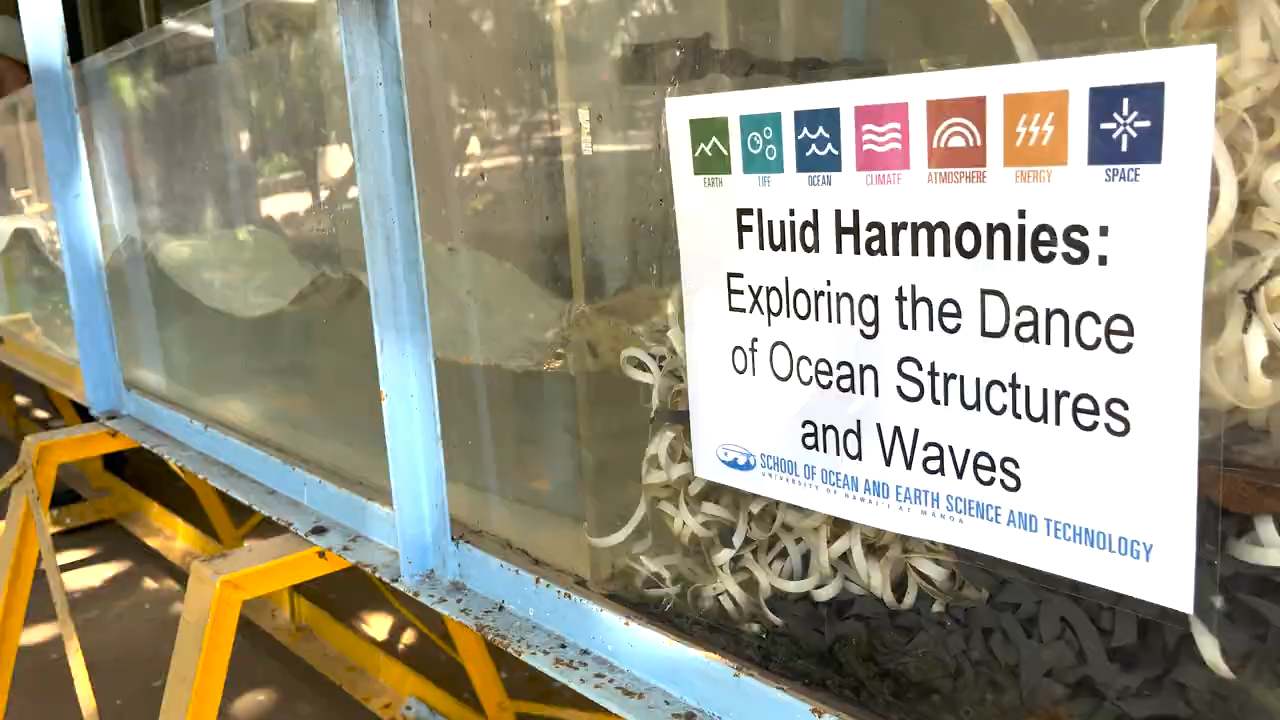 EARTH LIFE OCEAN CLIMATE ATMOSPHERE ENERGY SPACE
Fluid Harmonies:
Exploring the Dance
of Ocean Structures
and Waves
SCHOOL OF OCEAN AND EARTH SCIENCE AND TECHNOLOGY
UNIVERSITY OF HAWAI‘I AT MĀNOA